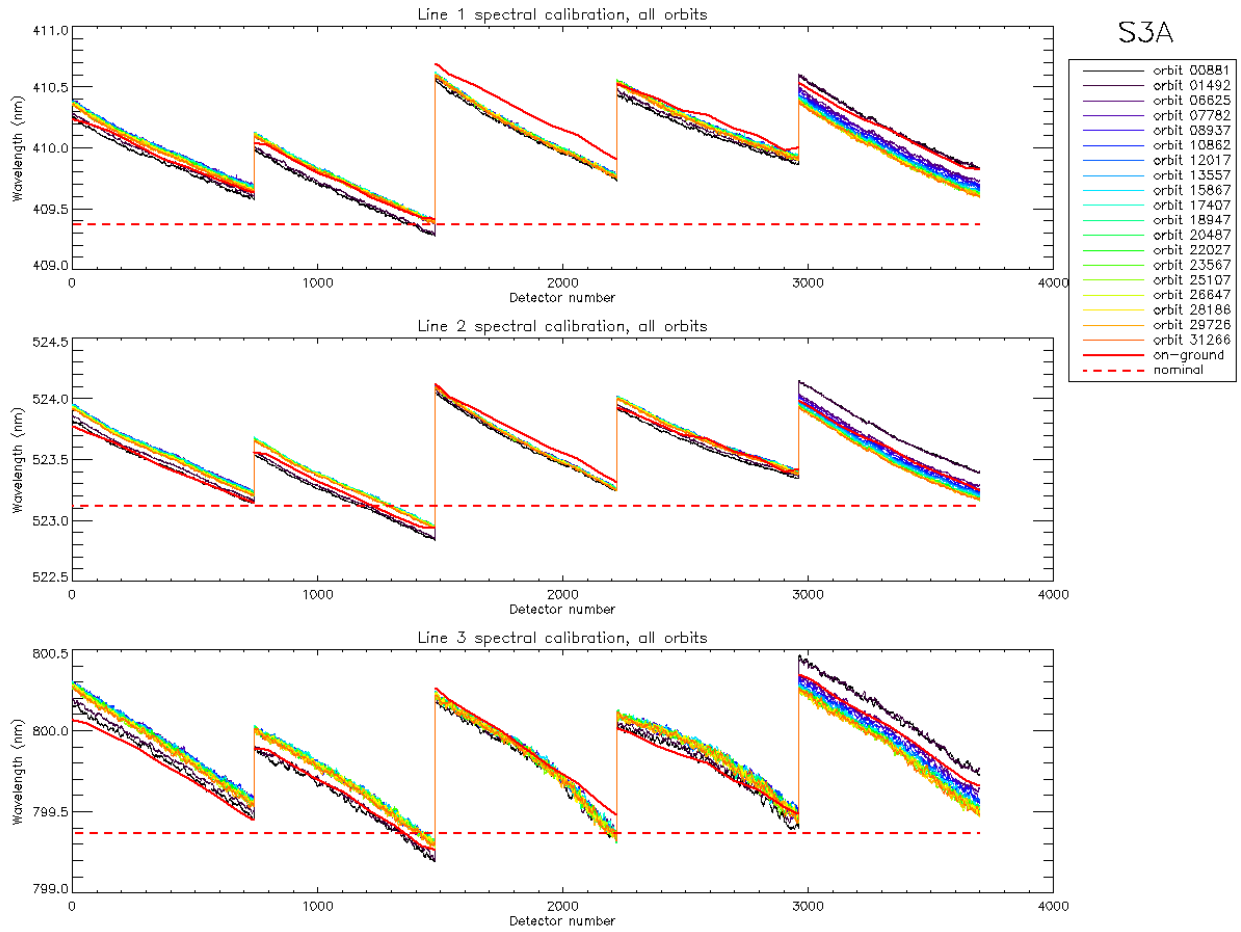 Line 1 spectral calibration, all orbits
S3A
411.0
410.5
410.0
409.5
409.0
Wavelength (nm)
0
1000
2000
3000
4000
Detector number
orbit 00881
orbit 01492
orbit 06625
orbit 07782
orbit 08937
orbit 10862
orbit 12017
orbit 13557
orbit 15867
orbit 17407
orbit 18947
orbit 20487
orbit 22027
orbit 23567
orbit 25107
orbit 26647
orbit 28186
orbit 29726
orbit 31266
on-ground
nominal
Line 2 spectral calibration, all orbits
524.5
524.0
523.5
523.0
522.5
Wavelength (nm)
0
1000
2000
3000
4000
Detector number
Line 3 spectral calibration, all orbits
800.5
800.0
799.5
799.0
Wavelength (nm)
0
1000
2000
3000
4000
Detector number